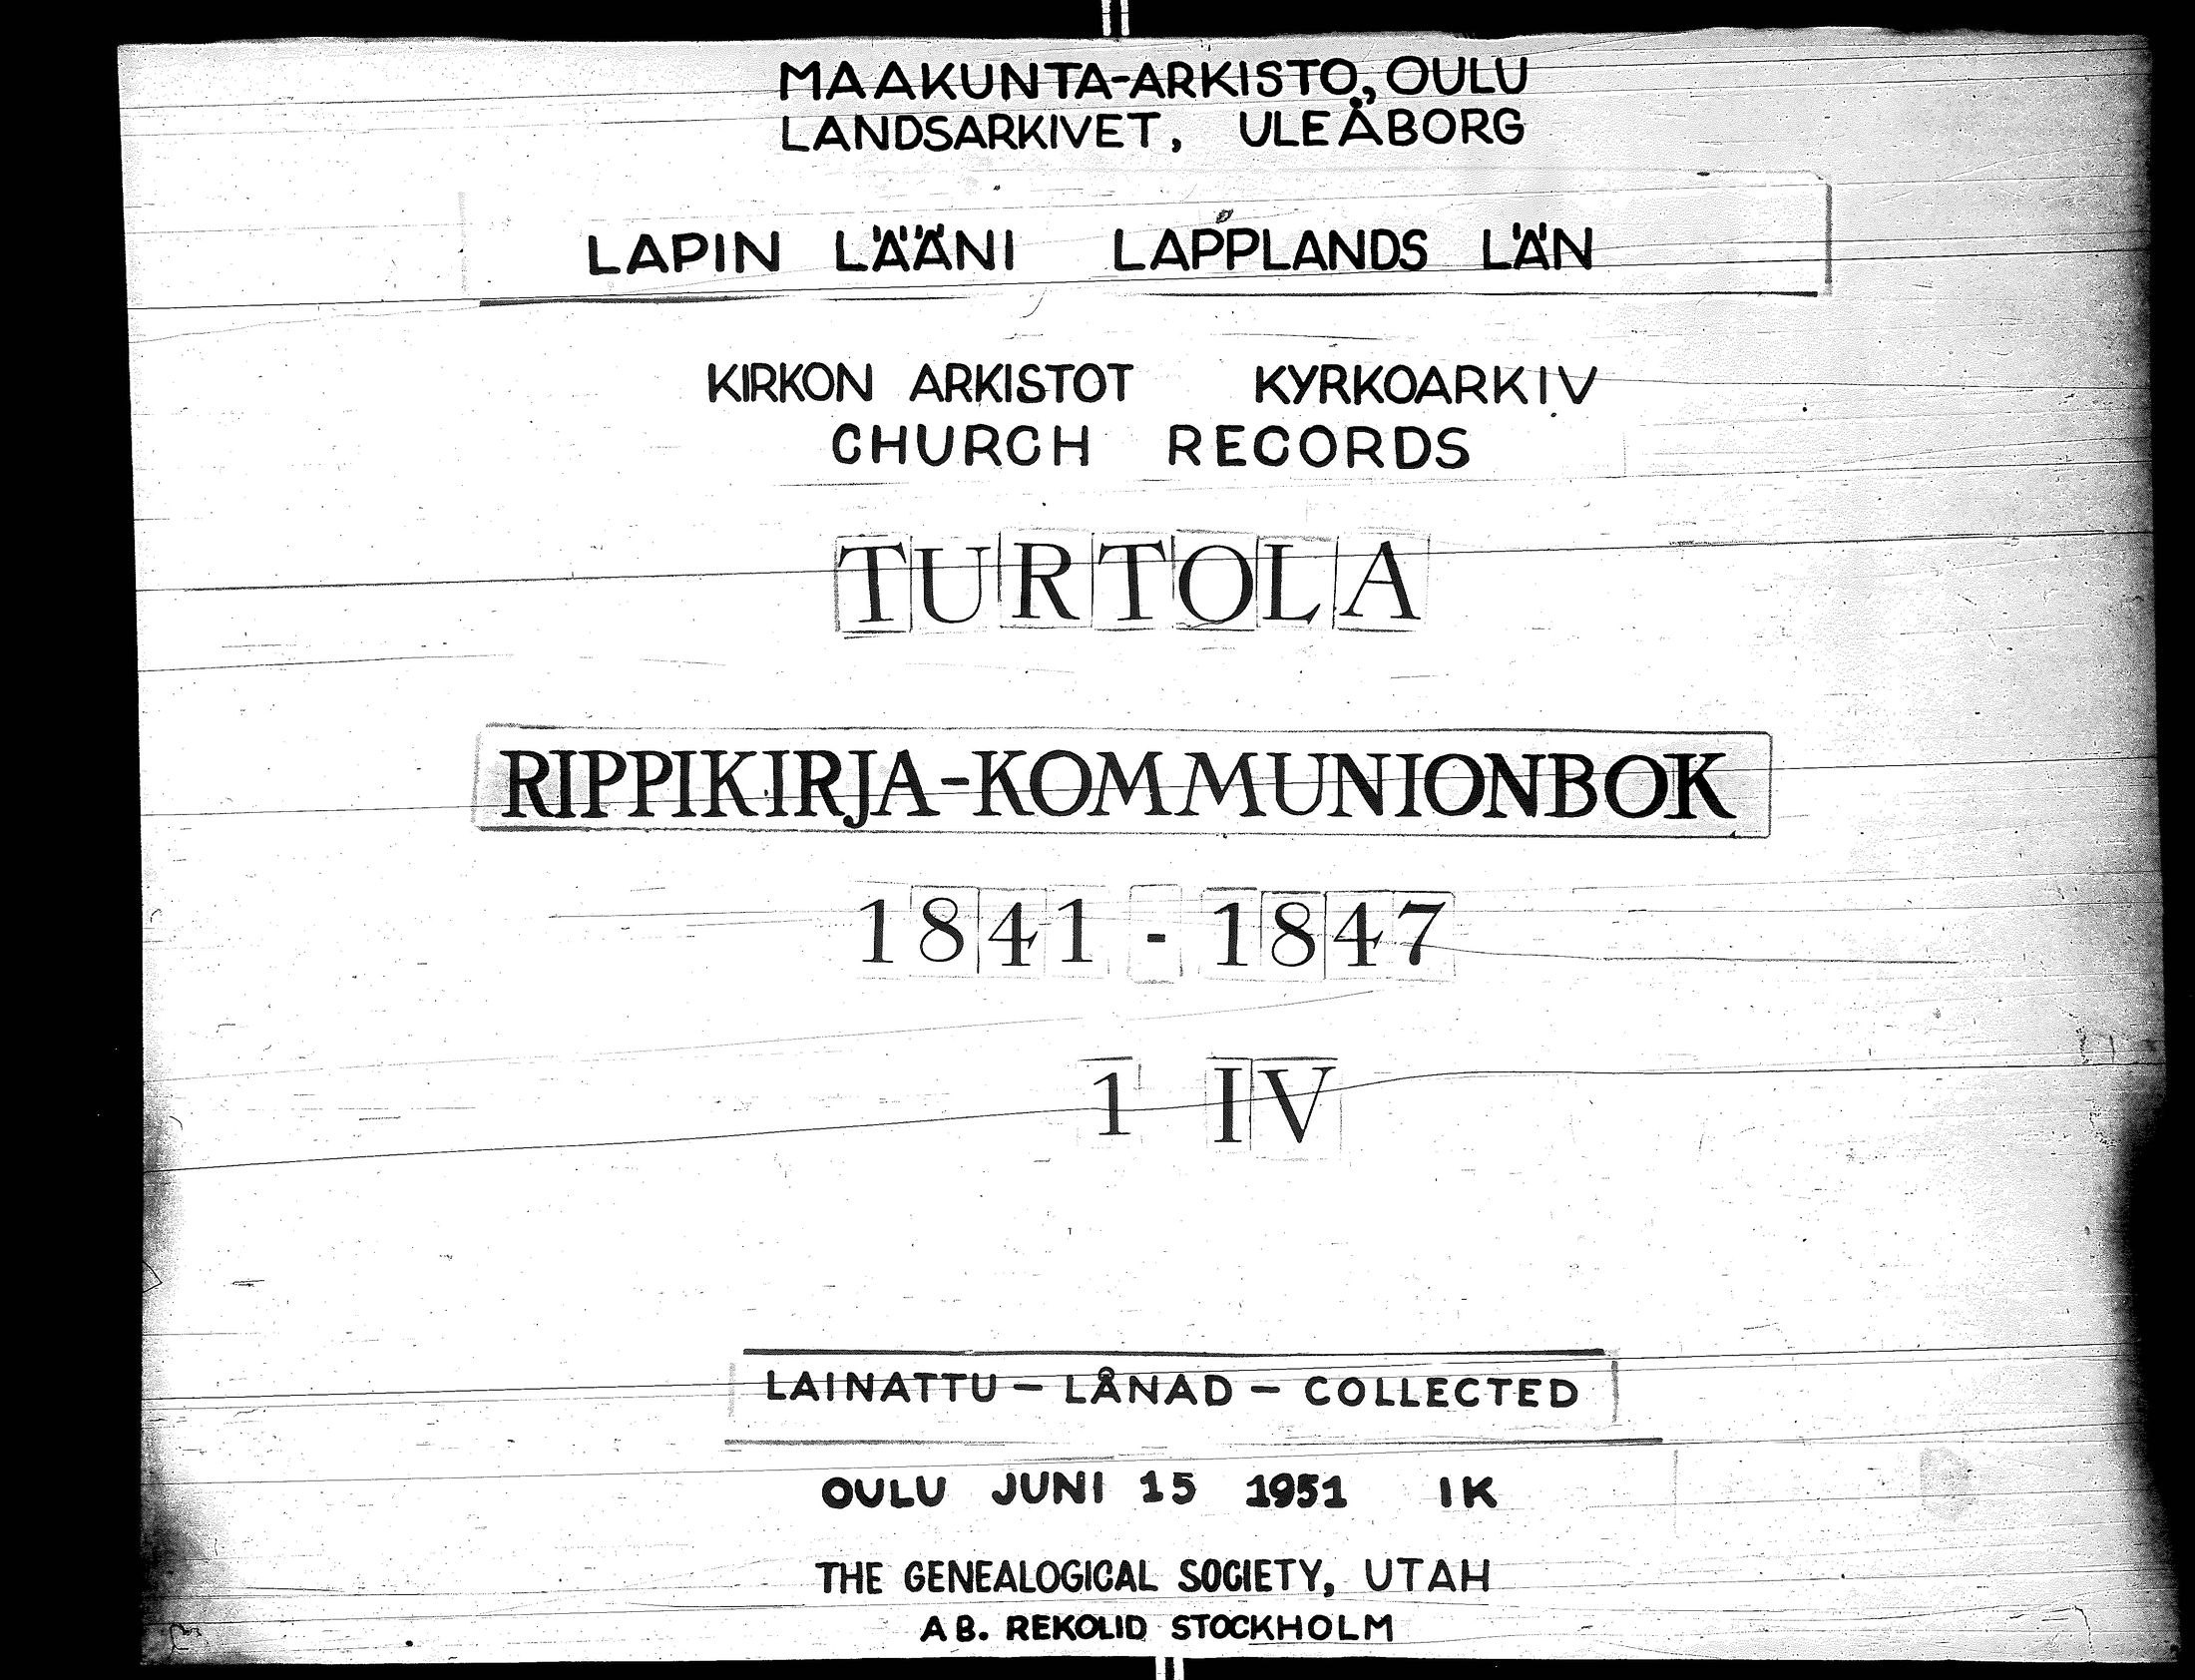 MAAKUNTA-ARKISTO, OULU
LANDSARKIVET, ULEÅBORG
LAPIN LÄÄNI LAPPLANDS LÄN
KIRKON ARKISTOT KYRKOARKIV
CHURCH RECORDS
TURTOLA
RIPPIKIRJA-KOMMUNIONBOK
1841 - 1847
1 IV
LAINATTU - LÅNAD - COLLECTED
OULU JUNI 15 1951 IK
THE GENEALOGICAL SOCIETY, UTAH
AB. REKOLID STOCKHOLM